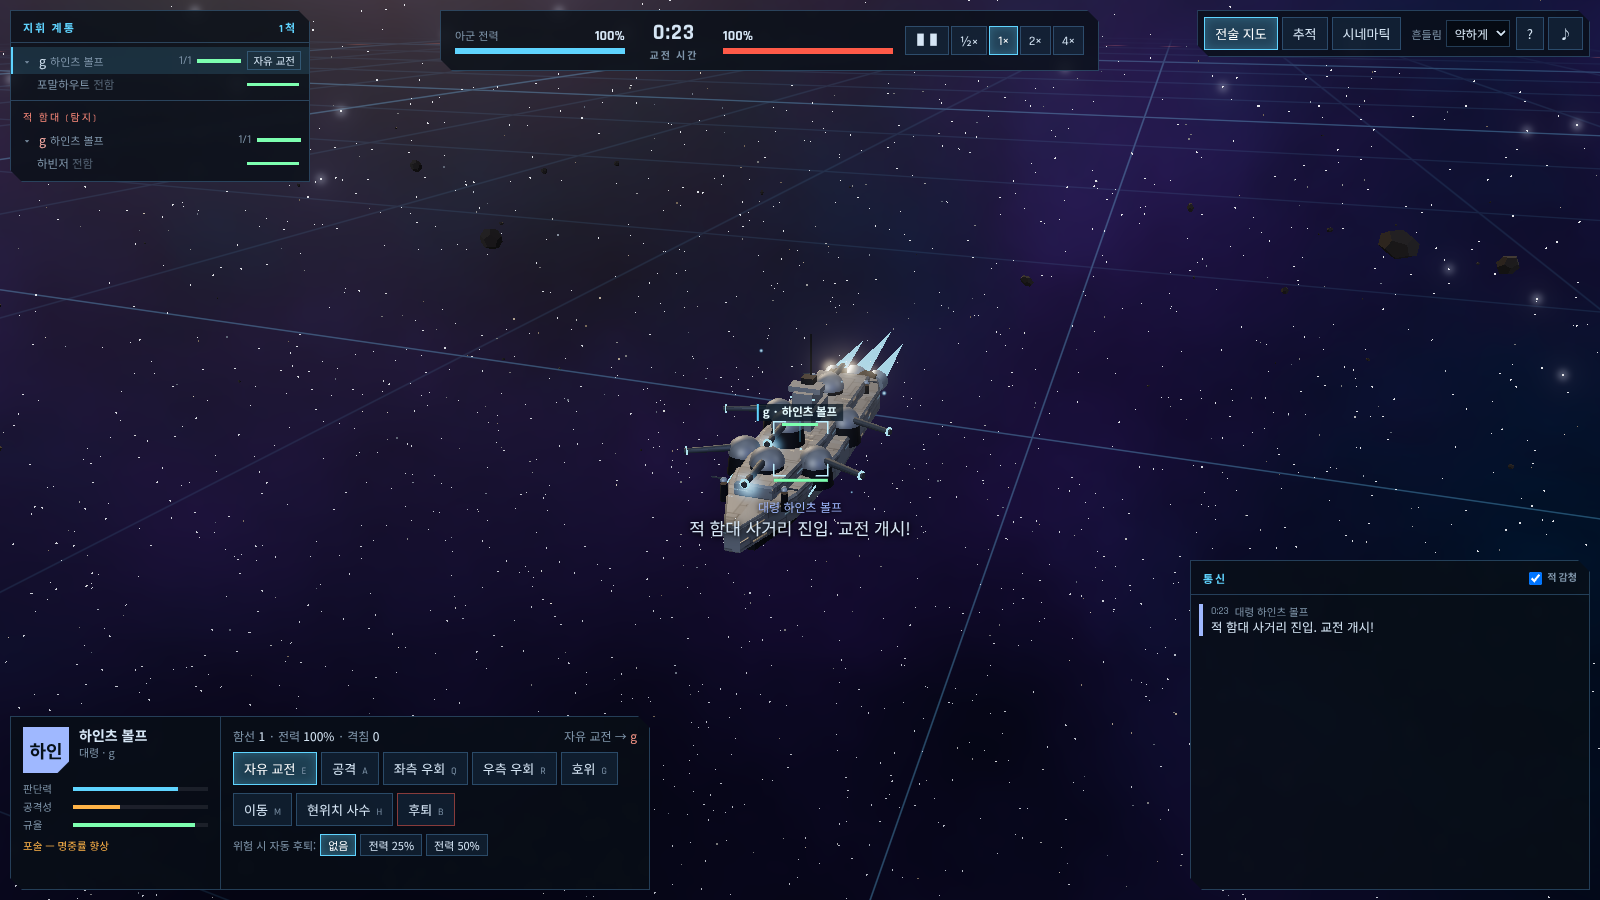 지휘 계통 1척
g 하인츠 볼프 1/1 자유 교전
포말하우트 전함
적 함대 (탐지)
g 하인츠 볼프 1/1
하빈저 전함
아군 전력 100%
0:23
교전 시간
100%
½× 1× 2× 4×
전술 지도 추적 시네마틱 흔들림 약하게 ? ♪
g · 하인츠 볼프
대령 하인츠 볼프
적 함대 사거리 진입. 교전 개시!
통신 적 감청
0:23 대령 하인츠 볼프
적 함대 사거리 진입. 교전 개시!
하인
하인츠 볼프
대령 · g
판단력
공격성
규율
포술 — 명중률 향상
함선 1 · 전력 100% · 격침 0 자유 교전 → g
자유 교전 E 공격 A 좌측 우회 Q 우측 우회 R 호위 G
이동 M 현위치 사수 H 후퇴 B
위험 시 자동 후퇴: 없음 전력 25% 전력 50%